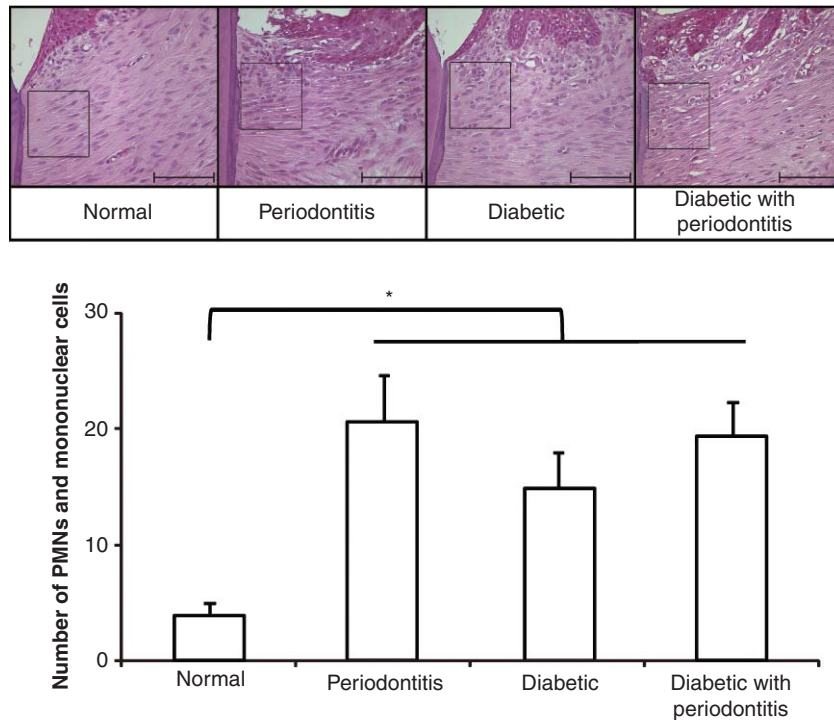 Normal
Periodontitis
Diabetic
Diabetic with
periodontitis
Number of PMNs and mononuclear cells
30
20
10
0
*
Normal
Periodontitis
Diabetic
Diabetic with
periodontitis